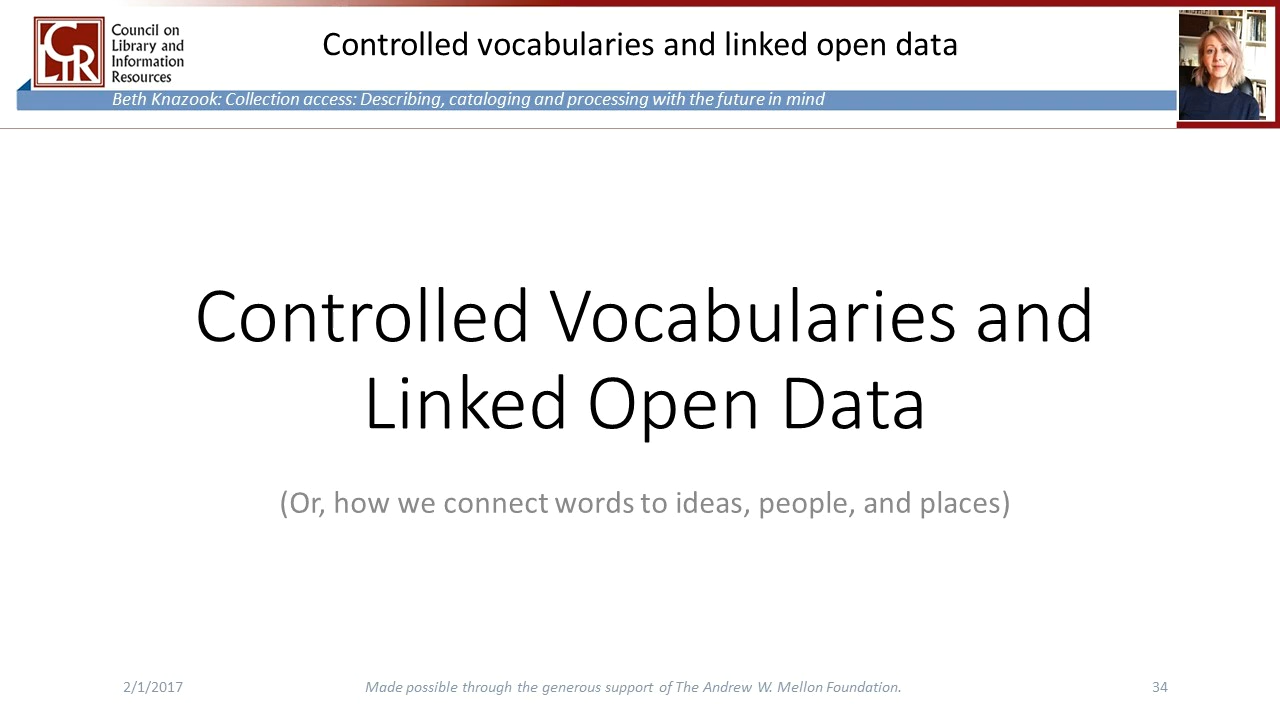 CLIR
Council on
Library and
Information
Resources
Controlled vocabularies and linked open data
Beth Knazook: Collection access: Describing, cataloging and processing with the future in mind
Controlled Vocabularies and
Linked Open Data
(Or, how we connect words to ideas, people, and places)
2/1/2017
Made possible through the generous support of The Andrew W. Mellon Foundation.
34